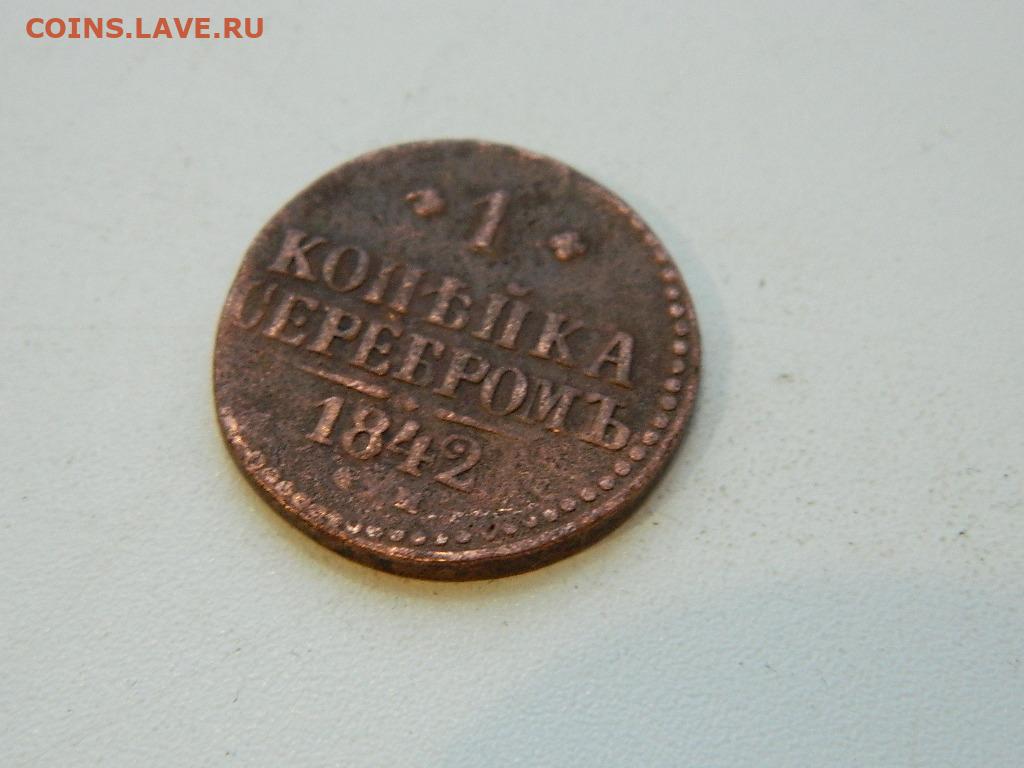 COINS.LAVE.RU
1
КОПѢЙКА
СЕРЕБРОМЪ
1842